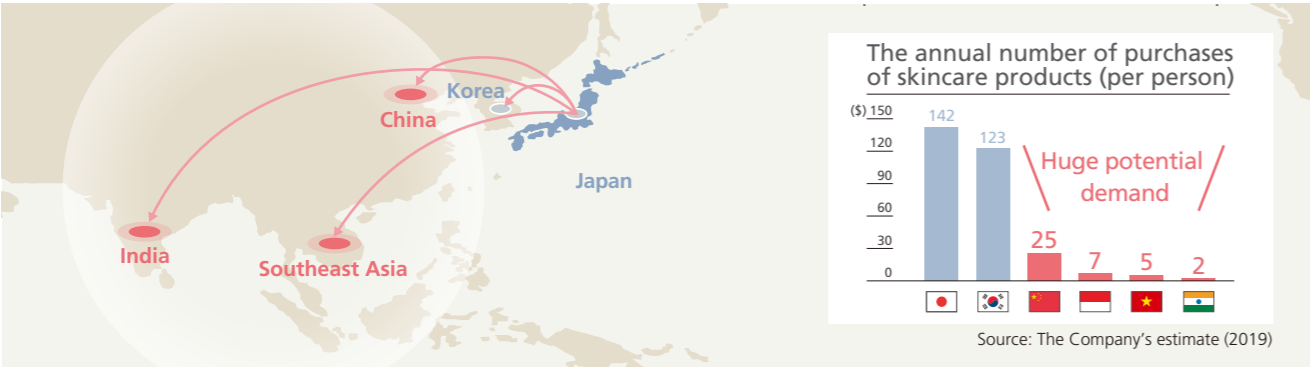 Korea
China
Japan
India
Southeast Asia
The annual number of purchases
of skincare products (per person)
($) 150
120
90
60
30
0
142
123
Huge potential
demand
25
7
5
2
Source: The Company's estimate (2019)